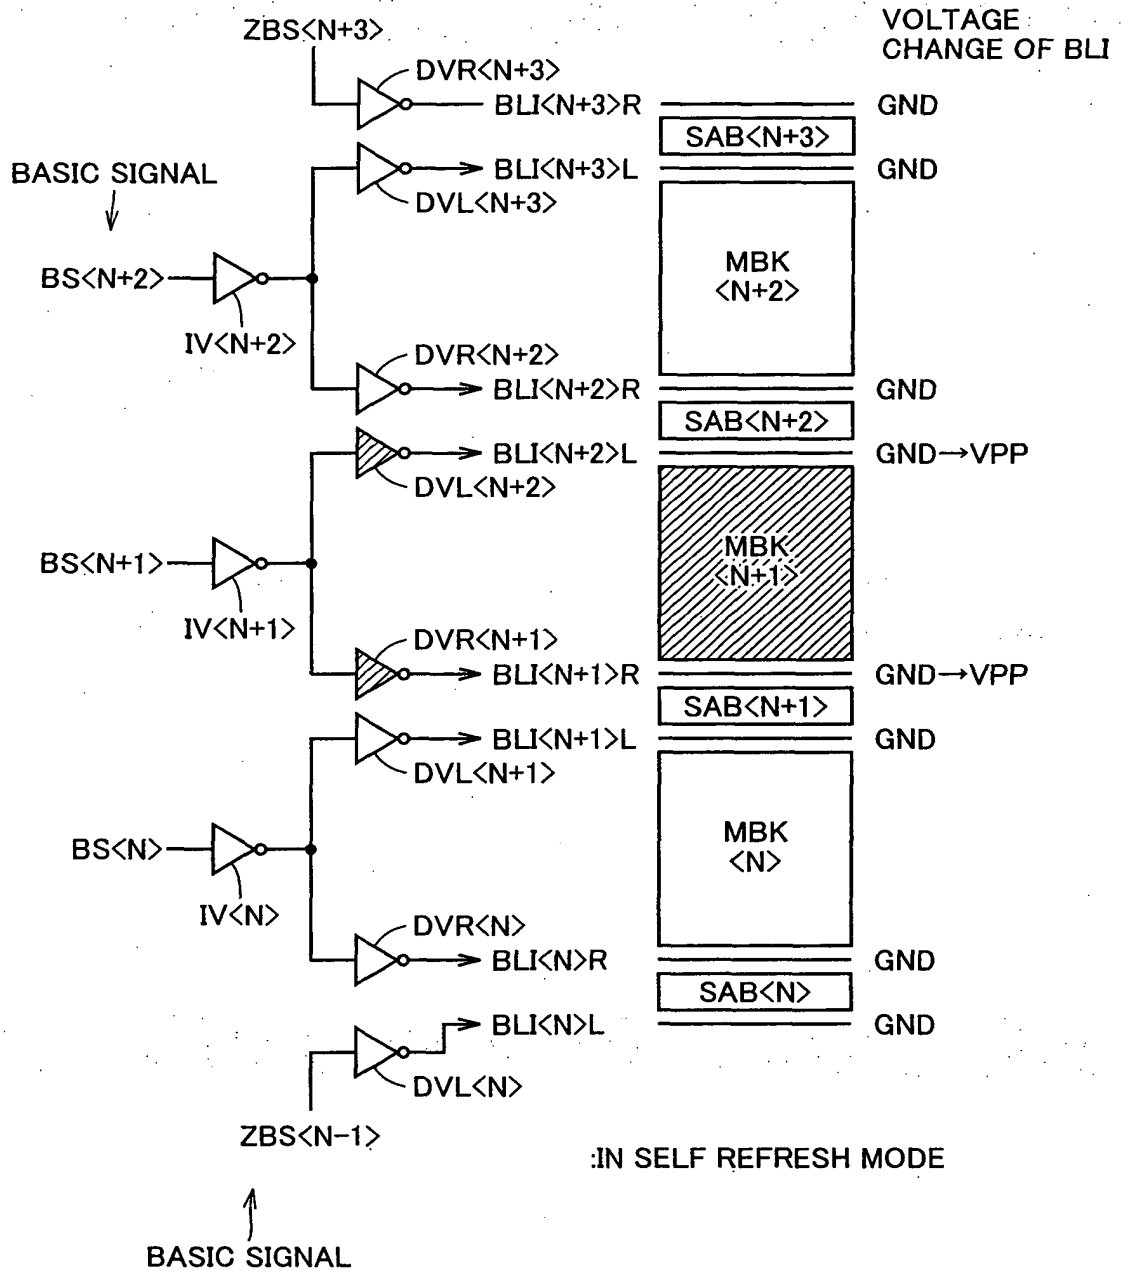 VOLTAGE
CHANGE OF BLI
ZBS<N+3>
DVR<N+3>
BLI<N+3>R
GND
SAB<N+3>
BLI<N+3>L
GND
DVL<N+3>
BASIC SIGNAL
BS<N+2>
IV<N+2>
MBK
<N+2>
DVR<N+2>
BLI<N+2>R
GND
SAB<N+2>
BLI<N+2>L
GND→VPP
DVL<N+2>
BS<N+1>
IV<N+1>
MBK
<N+1>
DVR<N+1>
BLI<N+1>R
GND→VPP
SAB<N+1>
BLI<N+1>L
GND
DVL<N+1>
BS<N>
IV<N>
MBK
<N>
DVR<N>
BLI<N>R
GND
SAB<N>
BLI<N>L
GND
DVL<N>
ZBS<N-1>
:IN SELF REFRESH MODE
BASIC SIGNAL